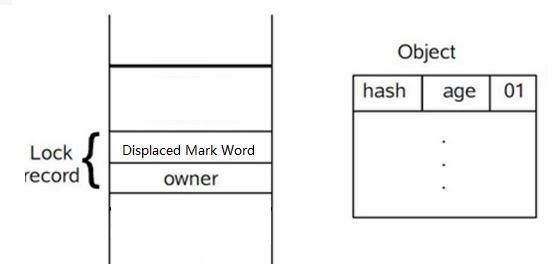 Object
hash age 01
Displaced Mark Word
Lock
record
owner